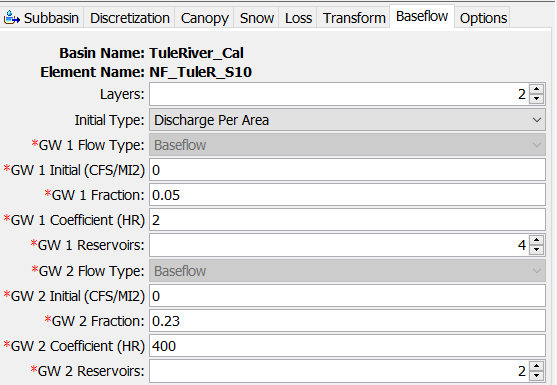 Subbasin Discretization Canopy Snow Loss Transform Baseflow Options
Basin Name: TuleRiver_Cal
Element Name: NF_TuleR_S10
Layers: 2
Initial Type: Discharge Per Area
*GW 1 Flow Type: Baseflow
*GW 1 Initial (CFS/MI2) 0
*GW 1 Fraction: 0.05
*GW 1 Coefficient (HR) 2
*GW 1 Reservoirs: 4
*GW 2 Flow Type: Baseflow
*GW 2 Initial (CFS/MI2) 0
*GW 2 Fraction: 0.23
*GW 2 Coefficient (HR) 400
*GW 2 Reservoirs: 2